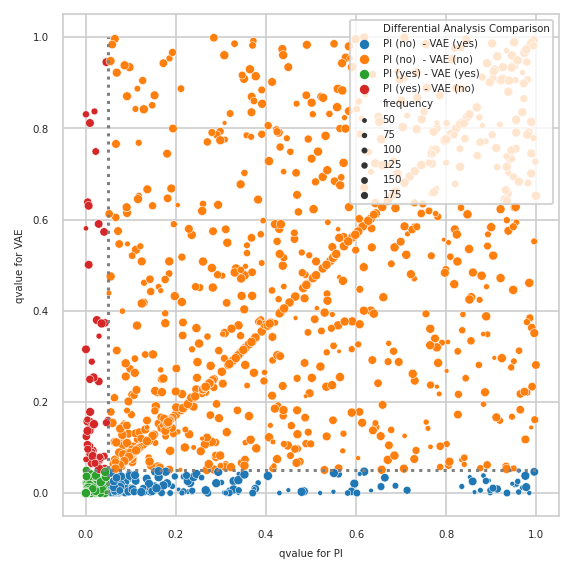 Differential Analysis Comparison
PI (no)  - VAE (yes)
PI (no)  - VAE (no)
PI (yes) - VAE (yes)
PI (yes) - VAE (no)
frequency
50
75
100
125
150
175
1.0
0.8
0.6
0.4
0.2
0.0
qvalue for VAE
0.0 0.2 0.4 0.6 0.8 1.0
qvalue for PI